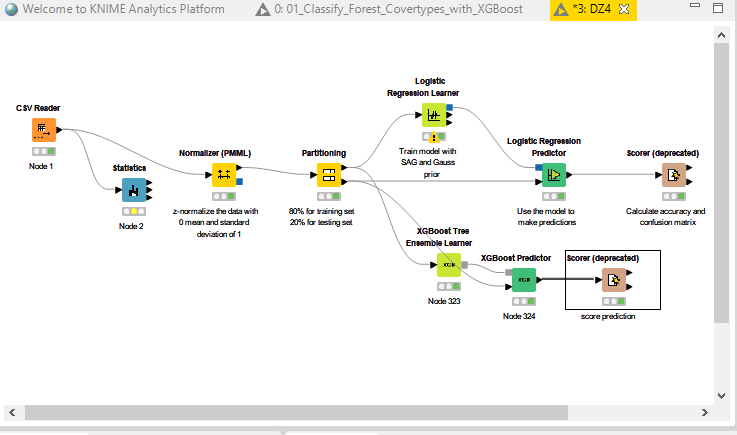 Welcome to KNIME Analytics Platform
0: 01_Classify_Forest_Covertypes_with_XGBoost
*3: DZ4
Logistic
Regression Learner
CSV Reader
Node 1
Statistics
Node 2
Normalizer (PMML)
z-normalize the data with
0 mean and standard
deviation of 1
Partitioning
80% for training set
20% for testing set
Train model with
SAG and Gauss
prior
Logistic Regression
Predictor
Use the model to
make predictions
Scorer (deprecated)
Calculate accuracy and
confusion matrix
XGBoost Tree
Ensemble Learner
XGB
Node 323
XGBoost Predictor
XGB
Node 324
Scorer (deprecated)
score prediction